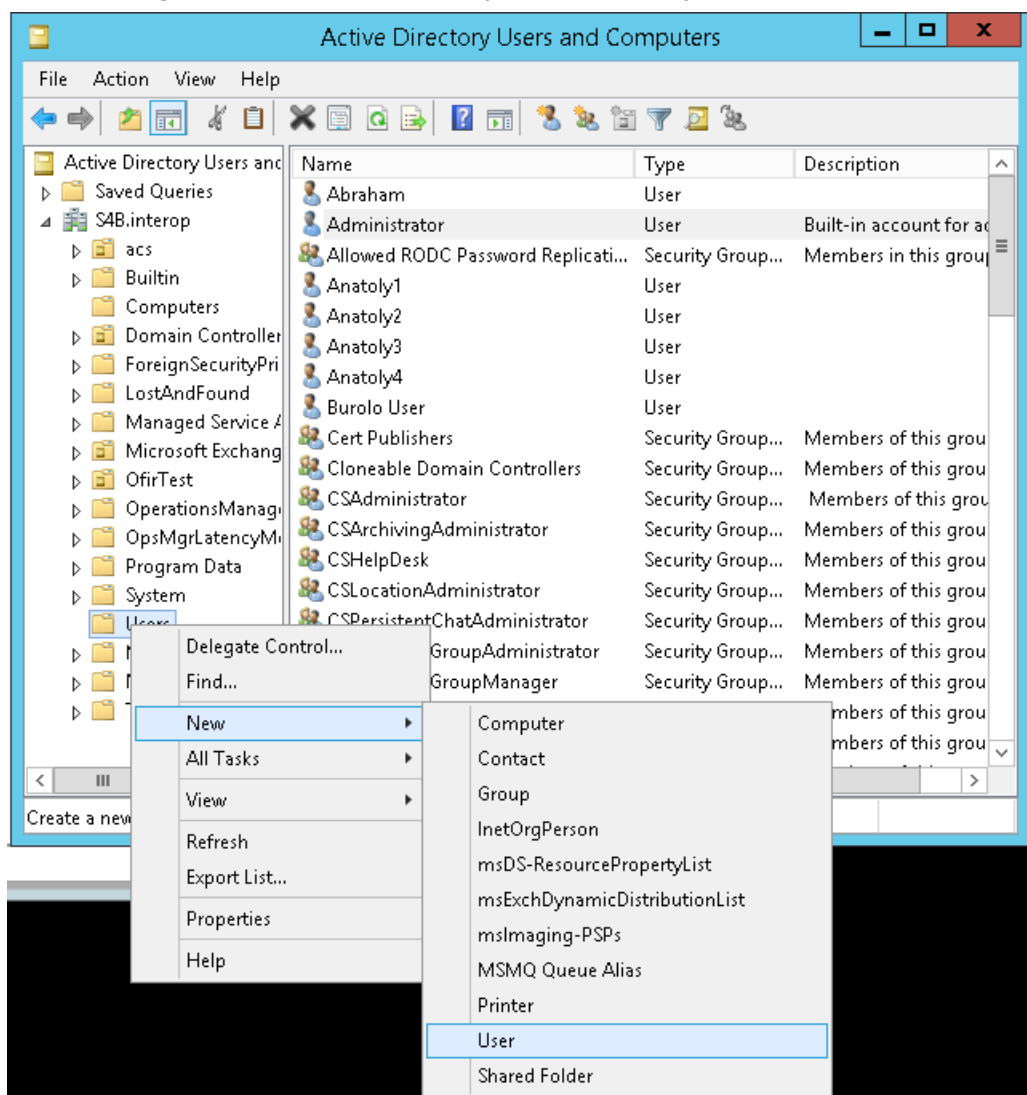 Active Directory Users and Computers
File Action View Help
Active Directory Users and
Saved Queries
S4B.interop
acs
Builtin
Computers
Domain Controller
ForeignSecurityPri
LostAndFound
Managed Service A
Microsoft Exchang
OfirTest
OperationsManag
OpsMgrLatencyM
Program Data
System
Users
Name Type Description
Abraham User
Administrator User Built-in account for ad
Allowed RODC Password Replicati... Security Group... Members in this group
Anatoly1 User
Anatoly2 User
Anatoly3 User
Anatoly4 User
Burolo User User
Cert Publishers Security Group... Members of this grou
Cloneable Domain Controllers Security Group... Members of this grou
CSAdministrator Security Group... Members of this grou
CSArchivingAdministrator Security Group... Members of this grou
CSHelpDesk Security Group... Members of this grou
CSLocationAdministrator Security Group... Members of this grou
CSPersistentChatAdministrator Security Group... Members of this grou
GroupAdministrator Security Group... Members of this grou
GroupManager Security Group... Members of this grou
mbers of this grou
mbers of this grou
Create a new
Delegate Control...
Find...
New
All Tasks
View
Refresh
Export List...
Properties
Help
Computer
Contact
Group
InetOrgPerson
msDS-ResourcePropertyList
msExchDynamicDistributionList
msImaging-PSPs
MSMQ Queue Alias
Printer
User
Shared Folder